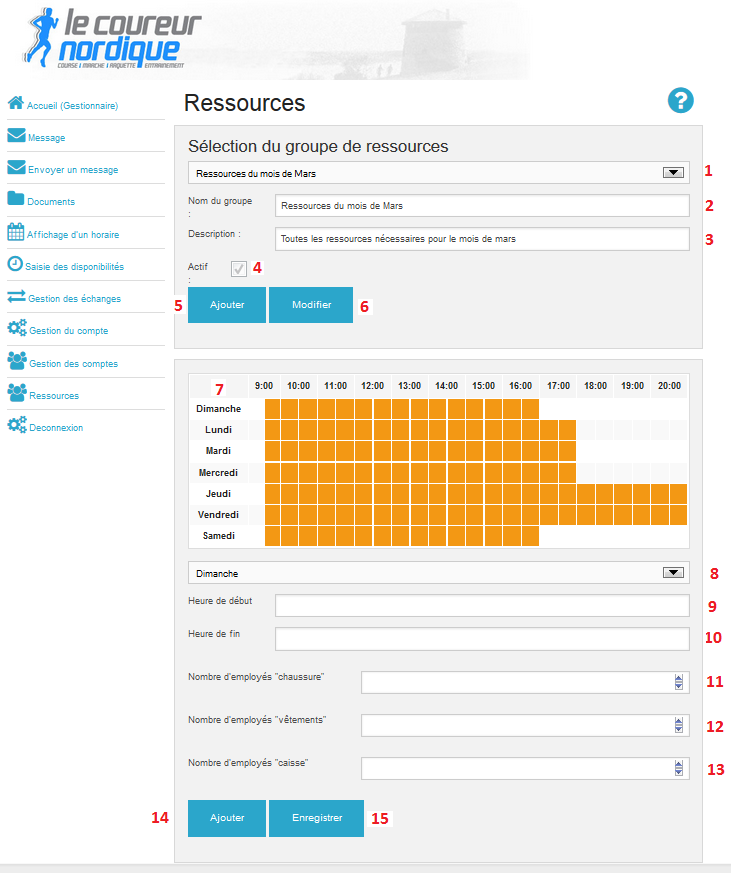 le coureur
nordique
COURSE | MARCHE | RAQUETTE ENTRAINEMENT
Accueil (Gestionnaire)
Message
Envoyer un message
Documents
Affichage d'un horaire
Saisie des disponibilités
Gestion des échanges
Gestion du compte
Gestion des comptes
Ressources
Deconnexion
Ressources
?
Sélection du groupe de ressources
Ressources du mois de Mars 1
Nom du groupe : Ressources du mois de Mars 2
Description : Toutes les ressources nécessaires pour le mois de mars 3
Actif : 4
5 Ajouter Modifier 6
7 9:00 10:00 11:00 12:00 13:00 14:00 15:00 16:00 17:00 18:00 19:00 20:00
Dimanche
Lundi
Mardi
Mercredi
Jeudi
Vendredi
Samedi
Dimanche 8
Heure de début 9
Heure de fin 10
Nombre d'employés "chaussure" 11
Nombre d'employés "vêtements" 12
Nombre d'employés "caisse" 13
14 Ajouter Enregistrer 15